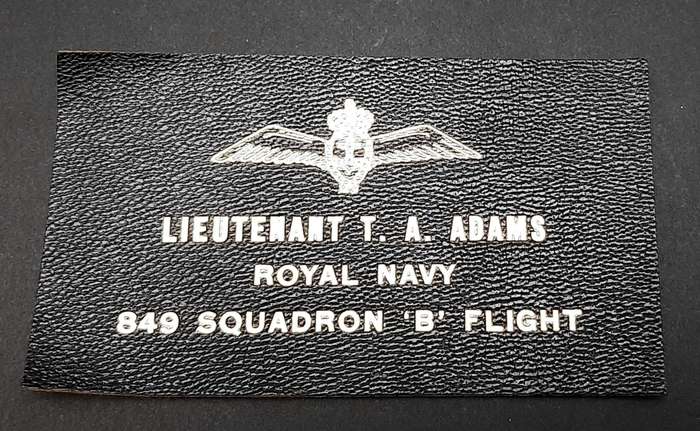 LIEUTENANT T. A. ADAMS
ROYAL NAVY
849 SQUADRON ‘B’ FLIGHT